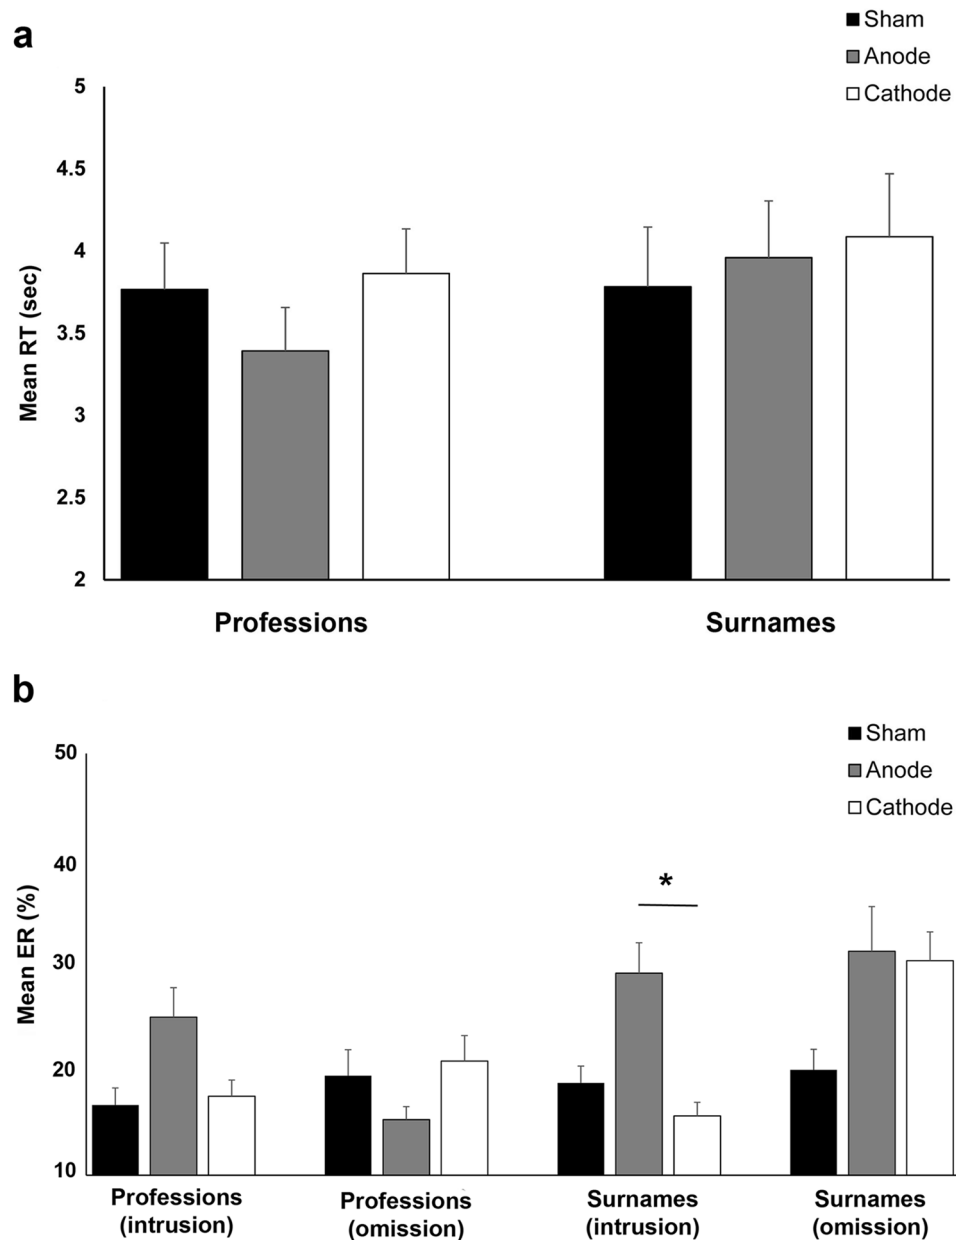 a
Sham
Anode
Cathode
5
4.5
4
3.5
3
2.5
2
Mean RT (sec)
Professions
Surnames
b
Sham
Anode
Cathode
50
40
30
20
10
Mean ER (%)
*
Professions
(intrusion)
Professions
(omission)
Surnames
(intrusion)
Surnames
(omission)